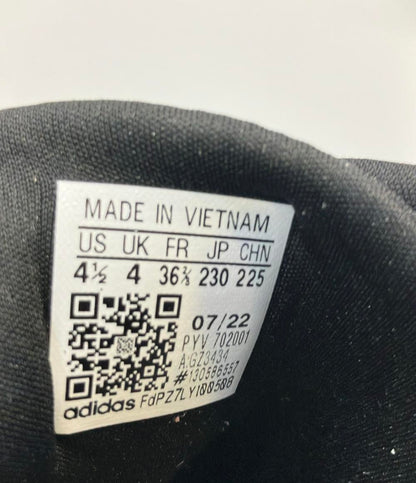 MADE IN VIETNAM
US UK FR JP CHN
4½ 4 36⅔ 230 225
07/22
PYV 702001
A:GZ3434
#130586557
adidas FdPZ7LYI00508